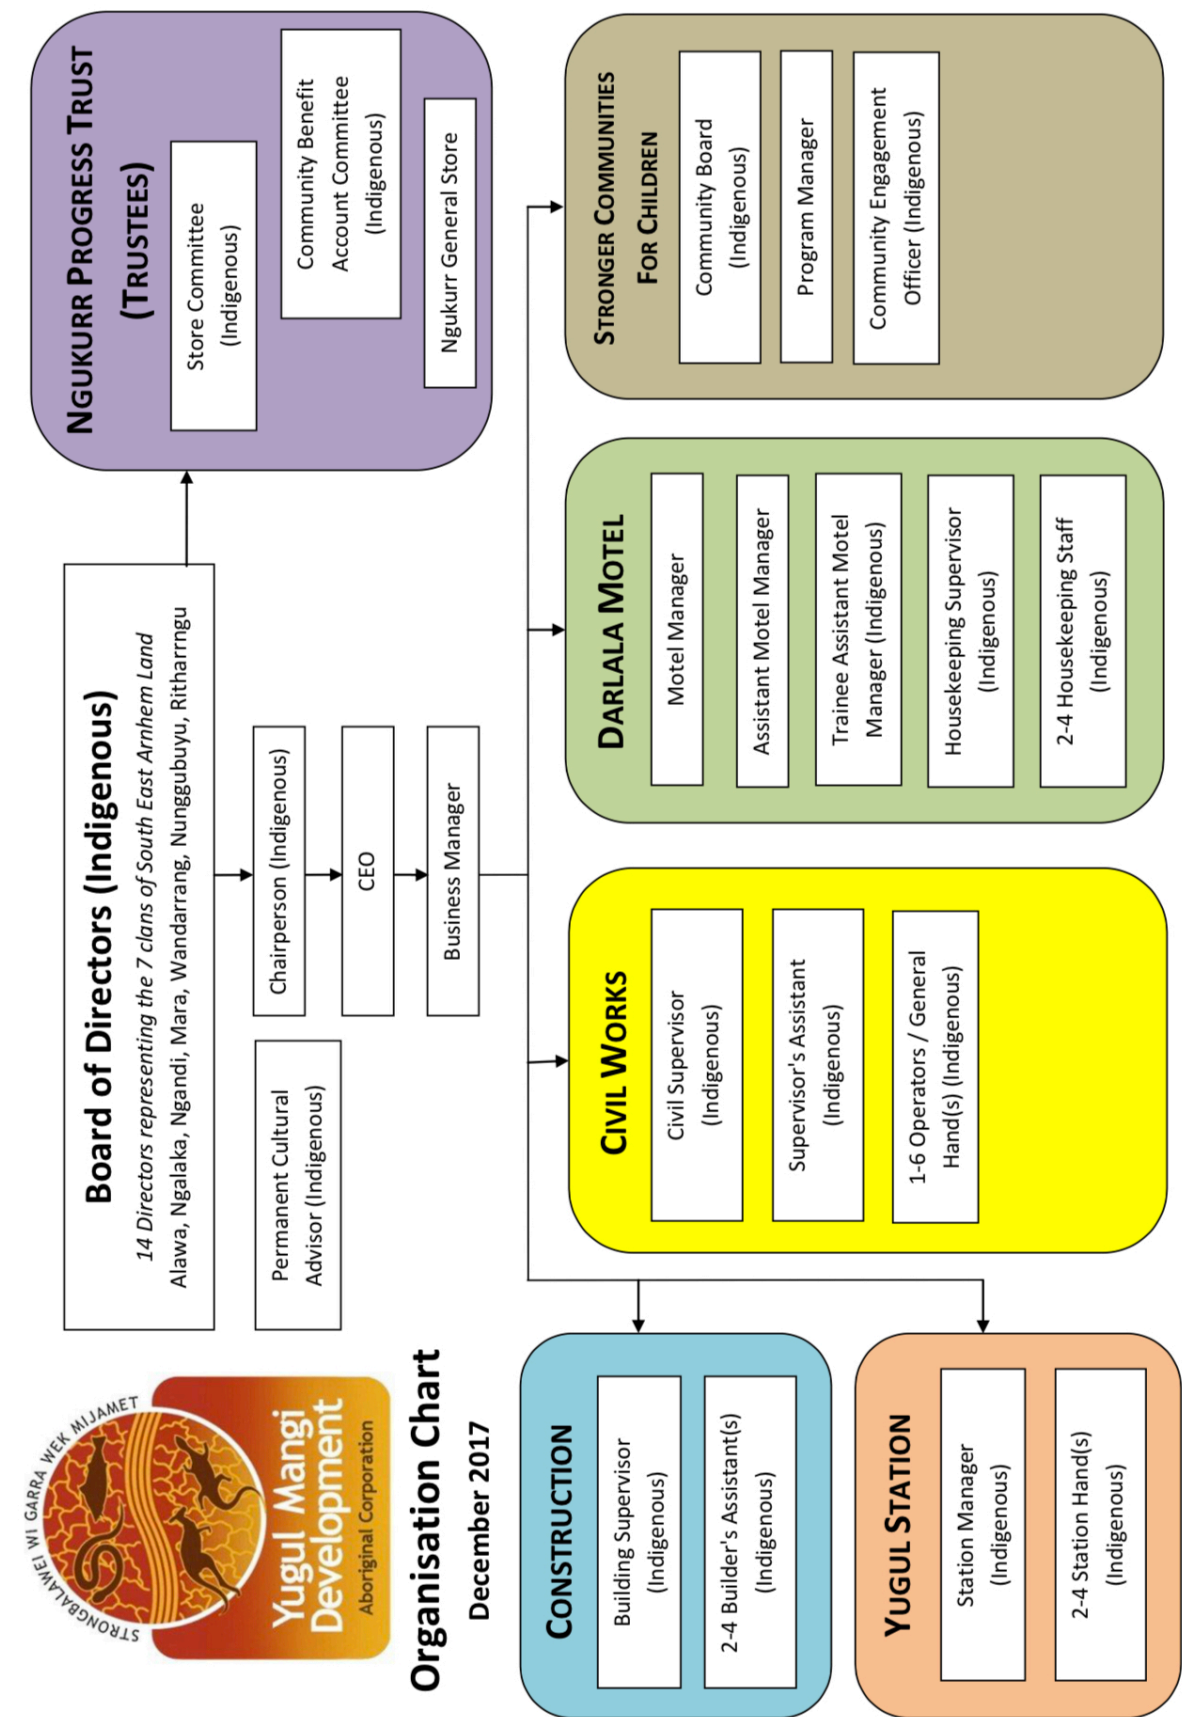 STRONGBALAWEI WI GARRA WEK MIJAMET
Yugul Mangi
Development
Aboriginal Corporation
Organisation Chart
December 2017
Board of Directors (Indigenous)
14 Directors representing the 7 clans of South East Arnhem Land
Alawa, Ngalaka, Ngandi, Mara, Wandarrang, Nunggubuyu, Ritharrngu
Permanent Cultural
Advisor (Indigenous)
Chairperson (Indigenous)
CEO
Business Manager
NGUKURR PROGRESS TRUST
(TRUSTEES)
Store Committee
(Indigenous)
Community Benefit
Account Committee
(Indigenous)
Ngukurr General Store
CONSTRUCTION
Building Supervisor
(Indigenous)
2-4 Builder's Assistant(s)
(Indigenous)
YUGUL STATION
Station Manager
(Indigenous)
2-4 Station Hand(s)
(Indigenous)
CIVIL WORKS
Civil Supervisor
(Indigenous)
Supervisor's Assistant
(Indigenous)
1-6 Operators / General
Hand(s) (Indigenous)
DARLALA MOTEL
Motel Manager
Assistant Motel Manager
Trainee Assistant Motel
Manager (Indigenous)
Housekeeping Supervisor
(Indigenous)
2-4 Housekeeping Staff
(Indigenous)
STRONGER COMMUNITIES
FOR CHILDREN
Community Board
(Indigenous)
Program Manager
Community Engagement
Officer (Indigenous)